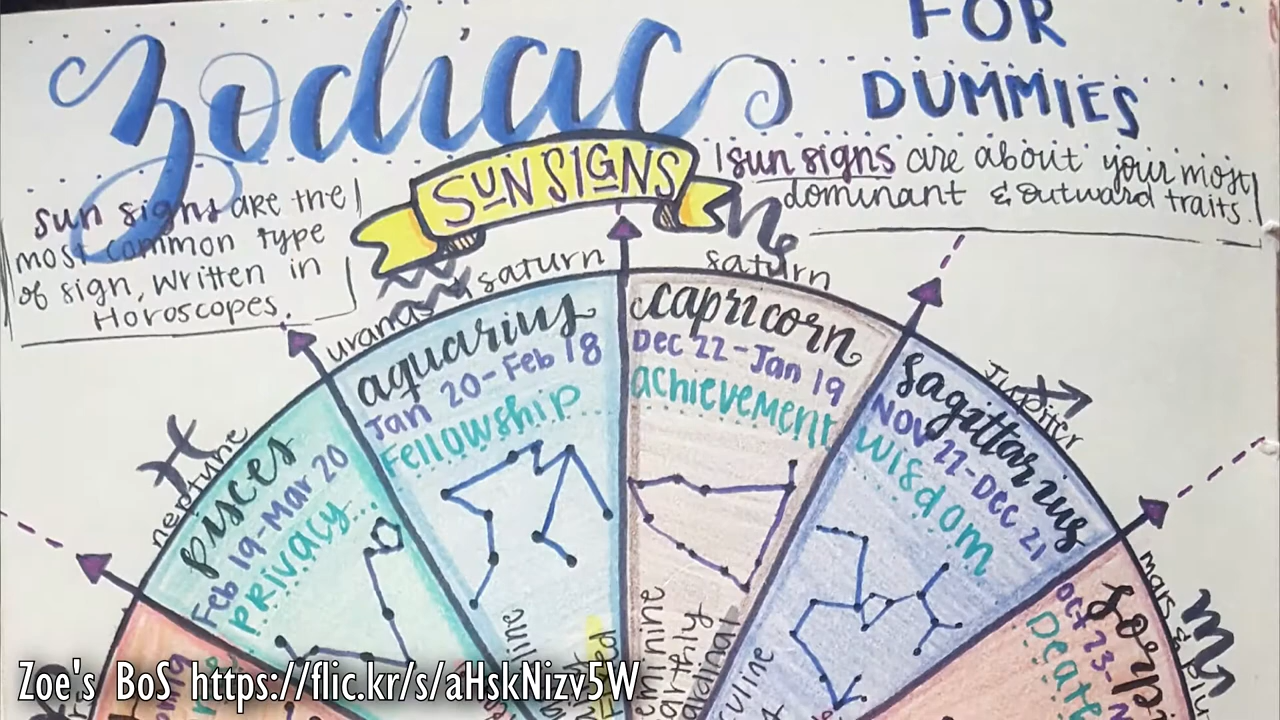 Zodiac
FOR
DUMMIES
SUN SIGNS
sun signs are the
most common type
of sign, written in
Horoscopes.
sun signs are about your most
dominant & outward traits.
neptune
pisces
Feb 19-Mar 20
privacy
uranus saturn
aquarius
Jan 20-Feb 18
Fellowship
saturn
capricorn
Dec 22-Jan 19
achievement
Jupiter
sagittarius
Nov 22-Dec 21
wisdom
mars
Oct 23-
Death
Zoe's BoS https://flic.kr/s/aHskNizv5W